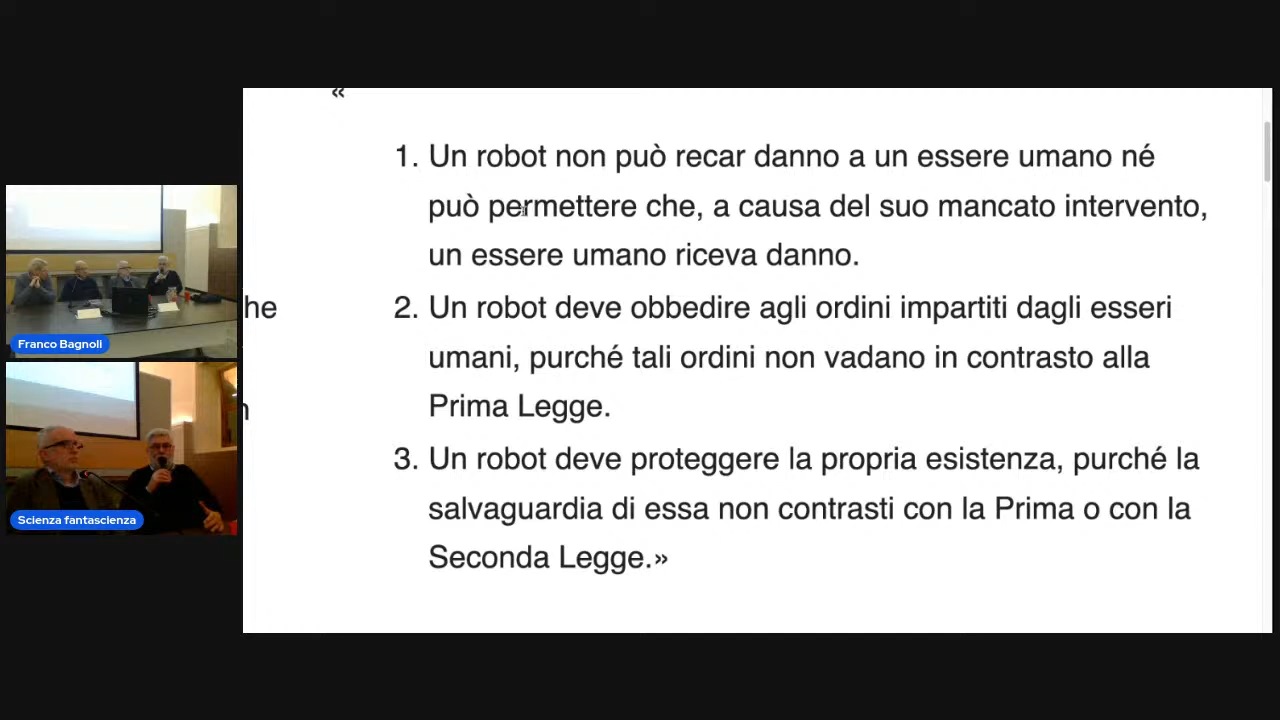 «
1. Un robot non può recar danno a un essere umano né
può permettere che, a causa del suo mancato intervento,
un essere umano riceva danno.
2. Un robot deve obbedire agli ordini impartiti dagli esseri
umani, purché tali ordini non vadano in contrasto alla
Prima Legge.
3. Un robot deve proteggere la propria esistenza, purché la
salvaguardia di essa non contrasti con la Prima o con la
Seconda Legge.»
he
Franco Bagnoli
Scienza fantascienza